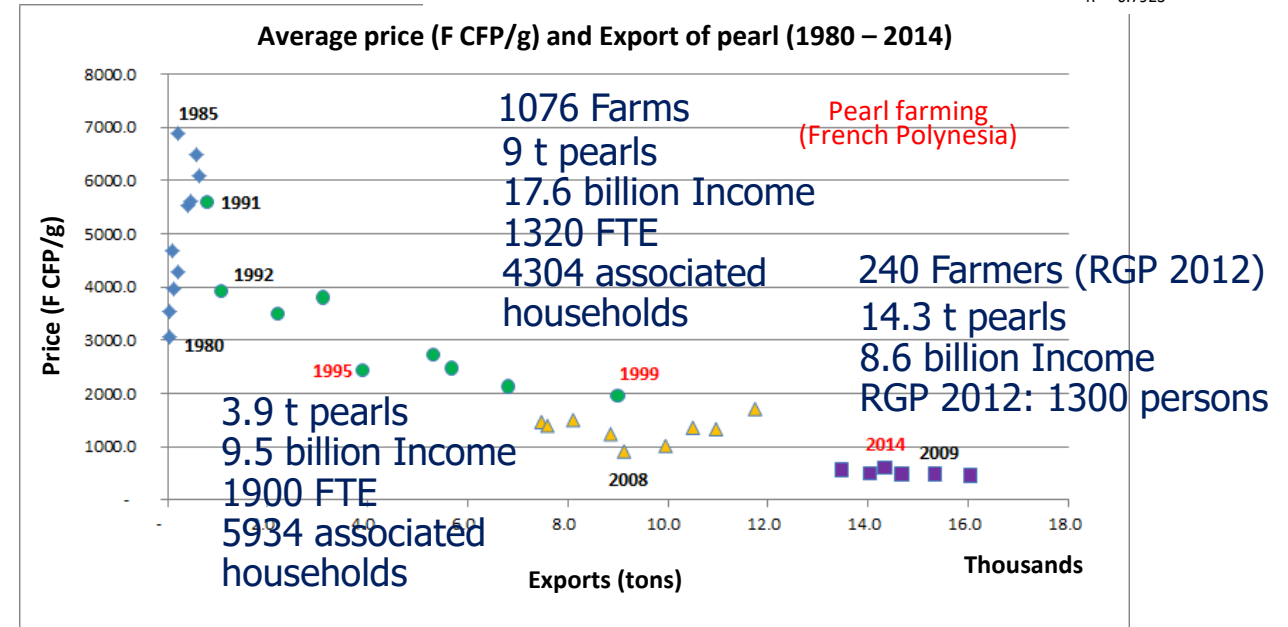 Average price (F CFP/g) and Export of pearl (1980 – 2014)
Pearl farming
(French Polynesia)
1076 Farms
9 t pearls
17.6 billion Income
1320 FTE
4304 associated
households
240 Farmers (RGP 2012)
14.3 t pearls
8.6 billion Income
RGP 2012: 1300 persons
3.9 t pearls
9.5 billion Income
1900 FTE
5934 associated
households
Price (F CFP/g)
8000.0
7000.0
6000.0
5000.0
4000.0
3000.0
2000.0
1000.0
-
1985
1991
1992
1980
1995
1999
2008
2014
2009
-
2.0
4.0
6.0
8.0
10.0
12.0
14.0
16.0
18.0
Exports (tons)
Thousands